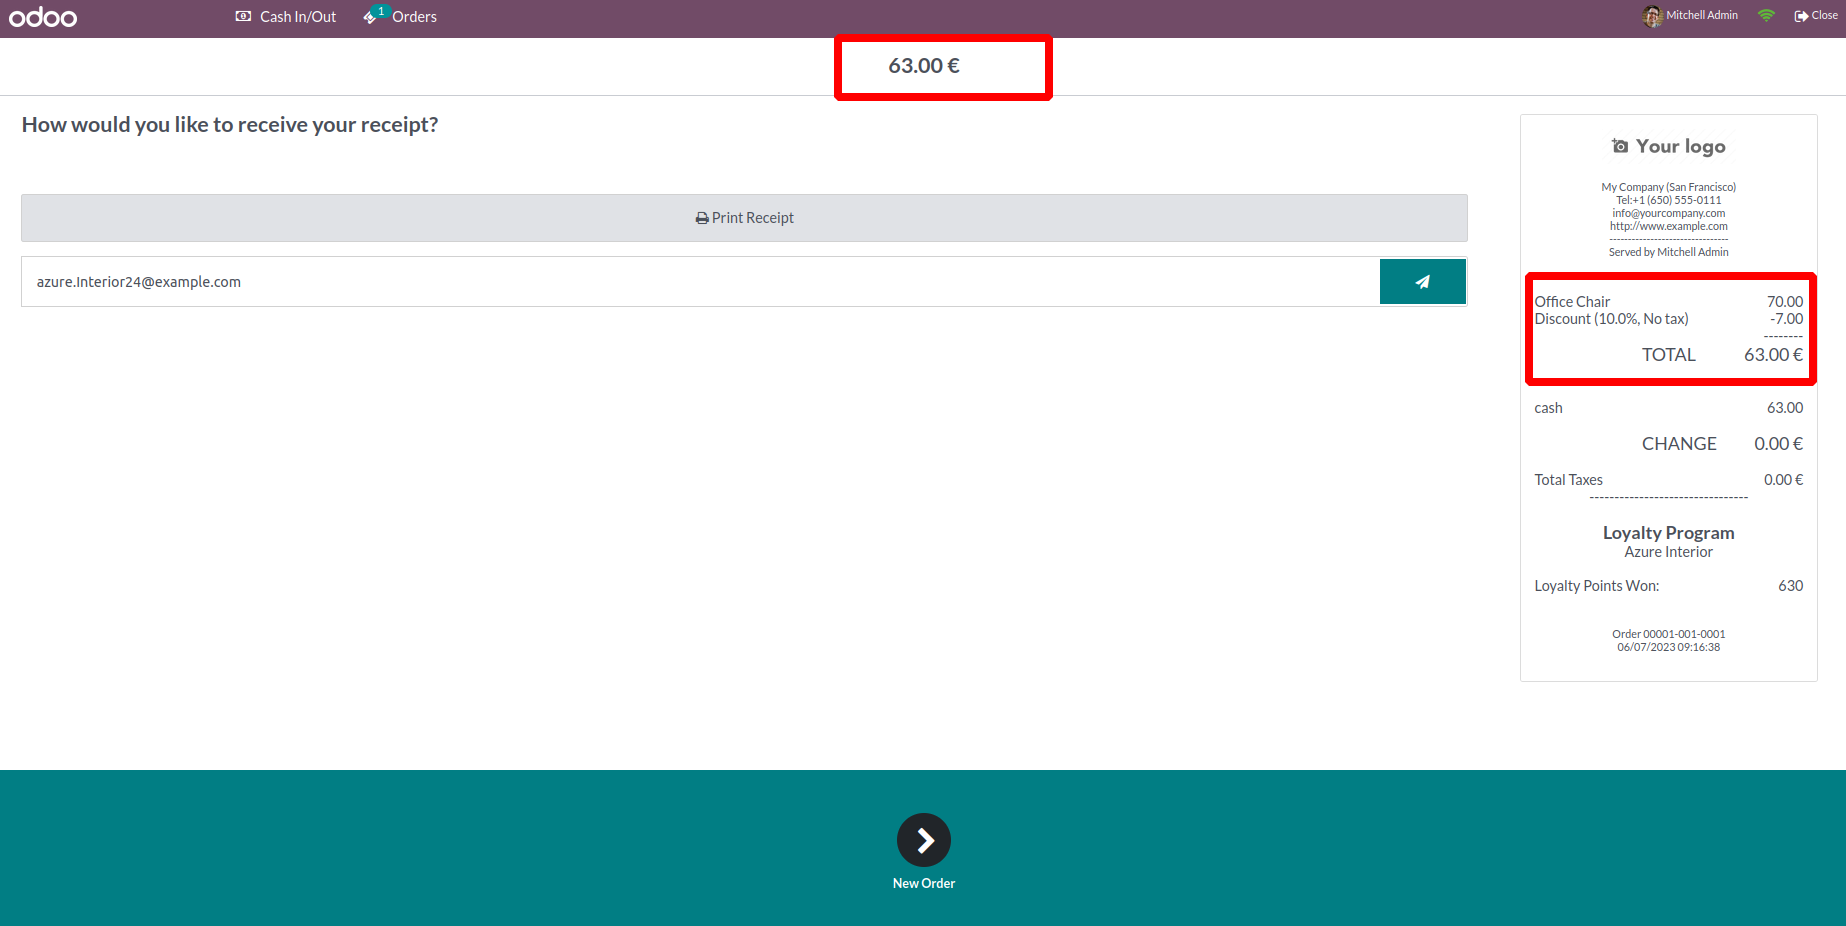 odoo Cash In/Out 1 Orders Mitchell Admin Close
63.00 €
How would you like to receive your receipt?
Print Receipt
azure.Interior24@example.com
Your logo
My Company (San Francisco)
Tel:+1 (650) 555-0111
info@yourcompany.com
http://www.example.com
--------------------------------
Served by Mitchell Admin
Office Chair 70.00
Discount (10.0%, No tax) -7.00
--------
TOTAL 63.00 €
cash 63.00
CHANGE 0.00 €
Total Taxes 0.00 €
--------------------------------
Loyalty Program
Azure Interior
Loyalty Points Won: 630
Order 00001-001-0001
06/07/2023 09:16:38
New Order